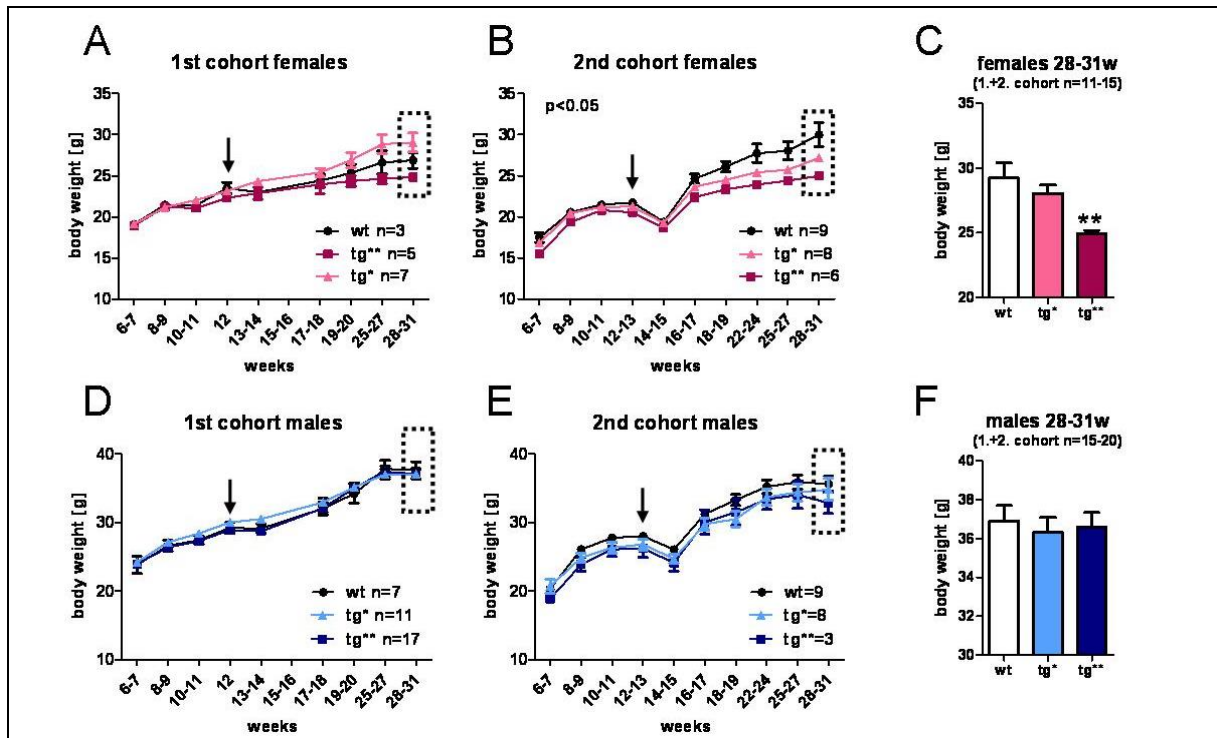 A
1st cohort females
body weight [g]
35
30
25
20
15
10
wt n=3
tg** n=5
tg* n=7
6-7
8-9
10-11
12
13-14
15-16
17-18
19-20
25-27
28-31
weeks
B
2nd cohort females
p<0.05
body weight [g]
35
30
25
20
15
10
wt n=9
tg* n=8
tg** n=6
6-7
8-9
10-11
12-13
14-15
16-17
18-19
22-24
25-27
28-31
weeks
C
females 28-31w
(1.+2. cohort n=11-15)
body weight [g]
35
30
25
20
**
wt
tg*
tg**
D
1st cohort males
body weight [g]
40
30
20
10
wt n=7
tg* n=11
tg** n=17
6-7
8-9
10-11
12
13-14
15-16
17-18
19-20
25-27
28-31
weeks
E
2nd cohort males
body weight [g]
40
30
20
10
wt=9
tg*=8
tg**=3
6-7
8-9
10-11
12-13
14-15
16-17
18-19
22-24
25-27
28-31
weeks
F
males 28-31w
(1.+2. cohort n=15-20)
body weight [g]
40
38
36
34
32
30
wt
tg*
tg**